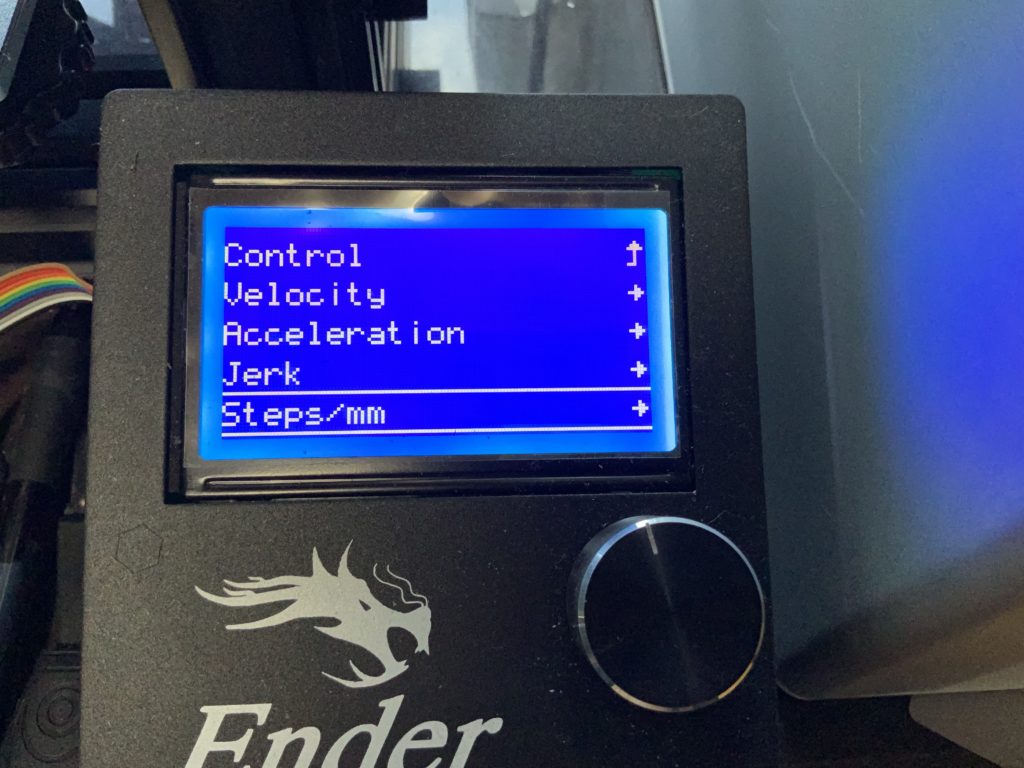 Control
Velocity
Acceleration
Jerk
Steps/mm
Ender